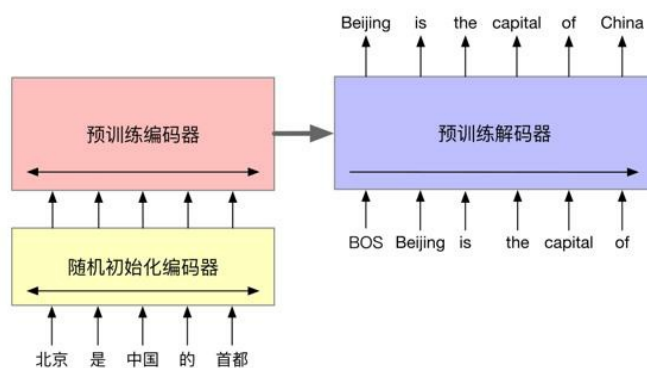 Beijing is the capital of China
预训练编码器
预训练解码器
BOS Beijing is the capital of
随机初始化编码器
北京 是 中国 的 首都